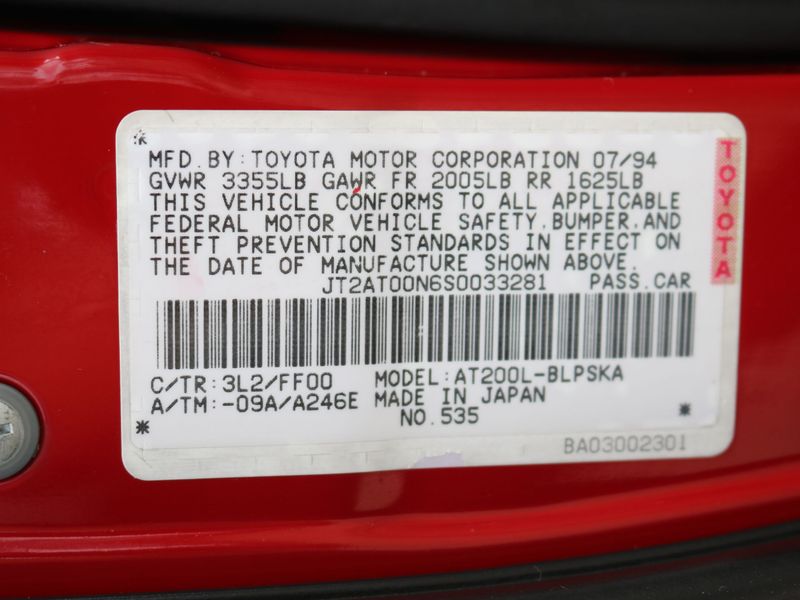 MFD. BY: TOYOTA MOTOR CORPORATION 07/94
GVWR 3355LB GAWR FR 2005LB RR 1625LB
THIS VEHICLE CONFORMS TO ALL APPLICABLE
FEDERAL MOTOR VEHICLE SAFETY, BUMPER, AND
THEFT PREVENTION STANDARDS IN EFFECT ON
THE DATE OF MANUFACTURE SHOWN ABOVE.
JT2AT00N6S0033281 PASS. CAR
C/TR: 3L2/FF00 MODEL: AT200L-BLPSKA
A/TM: -09A/A246E MADE IN JAPAN
NO. 535
BA03002301
TOYOTA